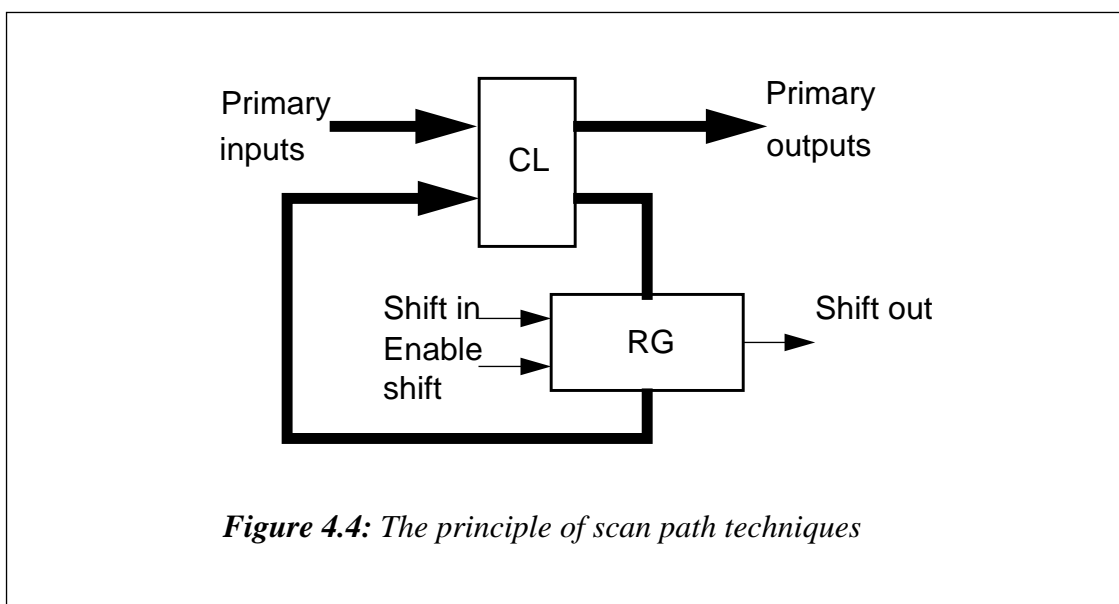 Primary
inputs
CL
Primary
outputs
Shift in
Enable
shift
RG
Shift out
Figure 4.4: The principle of scan path techniques